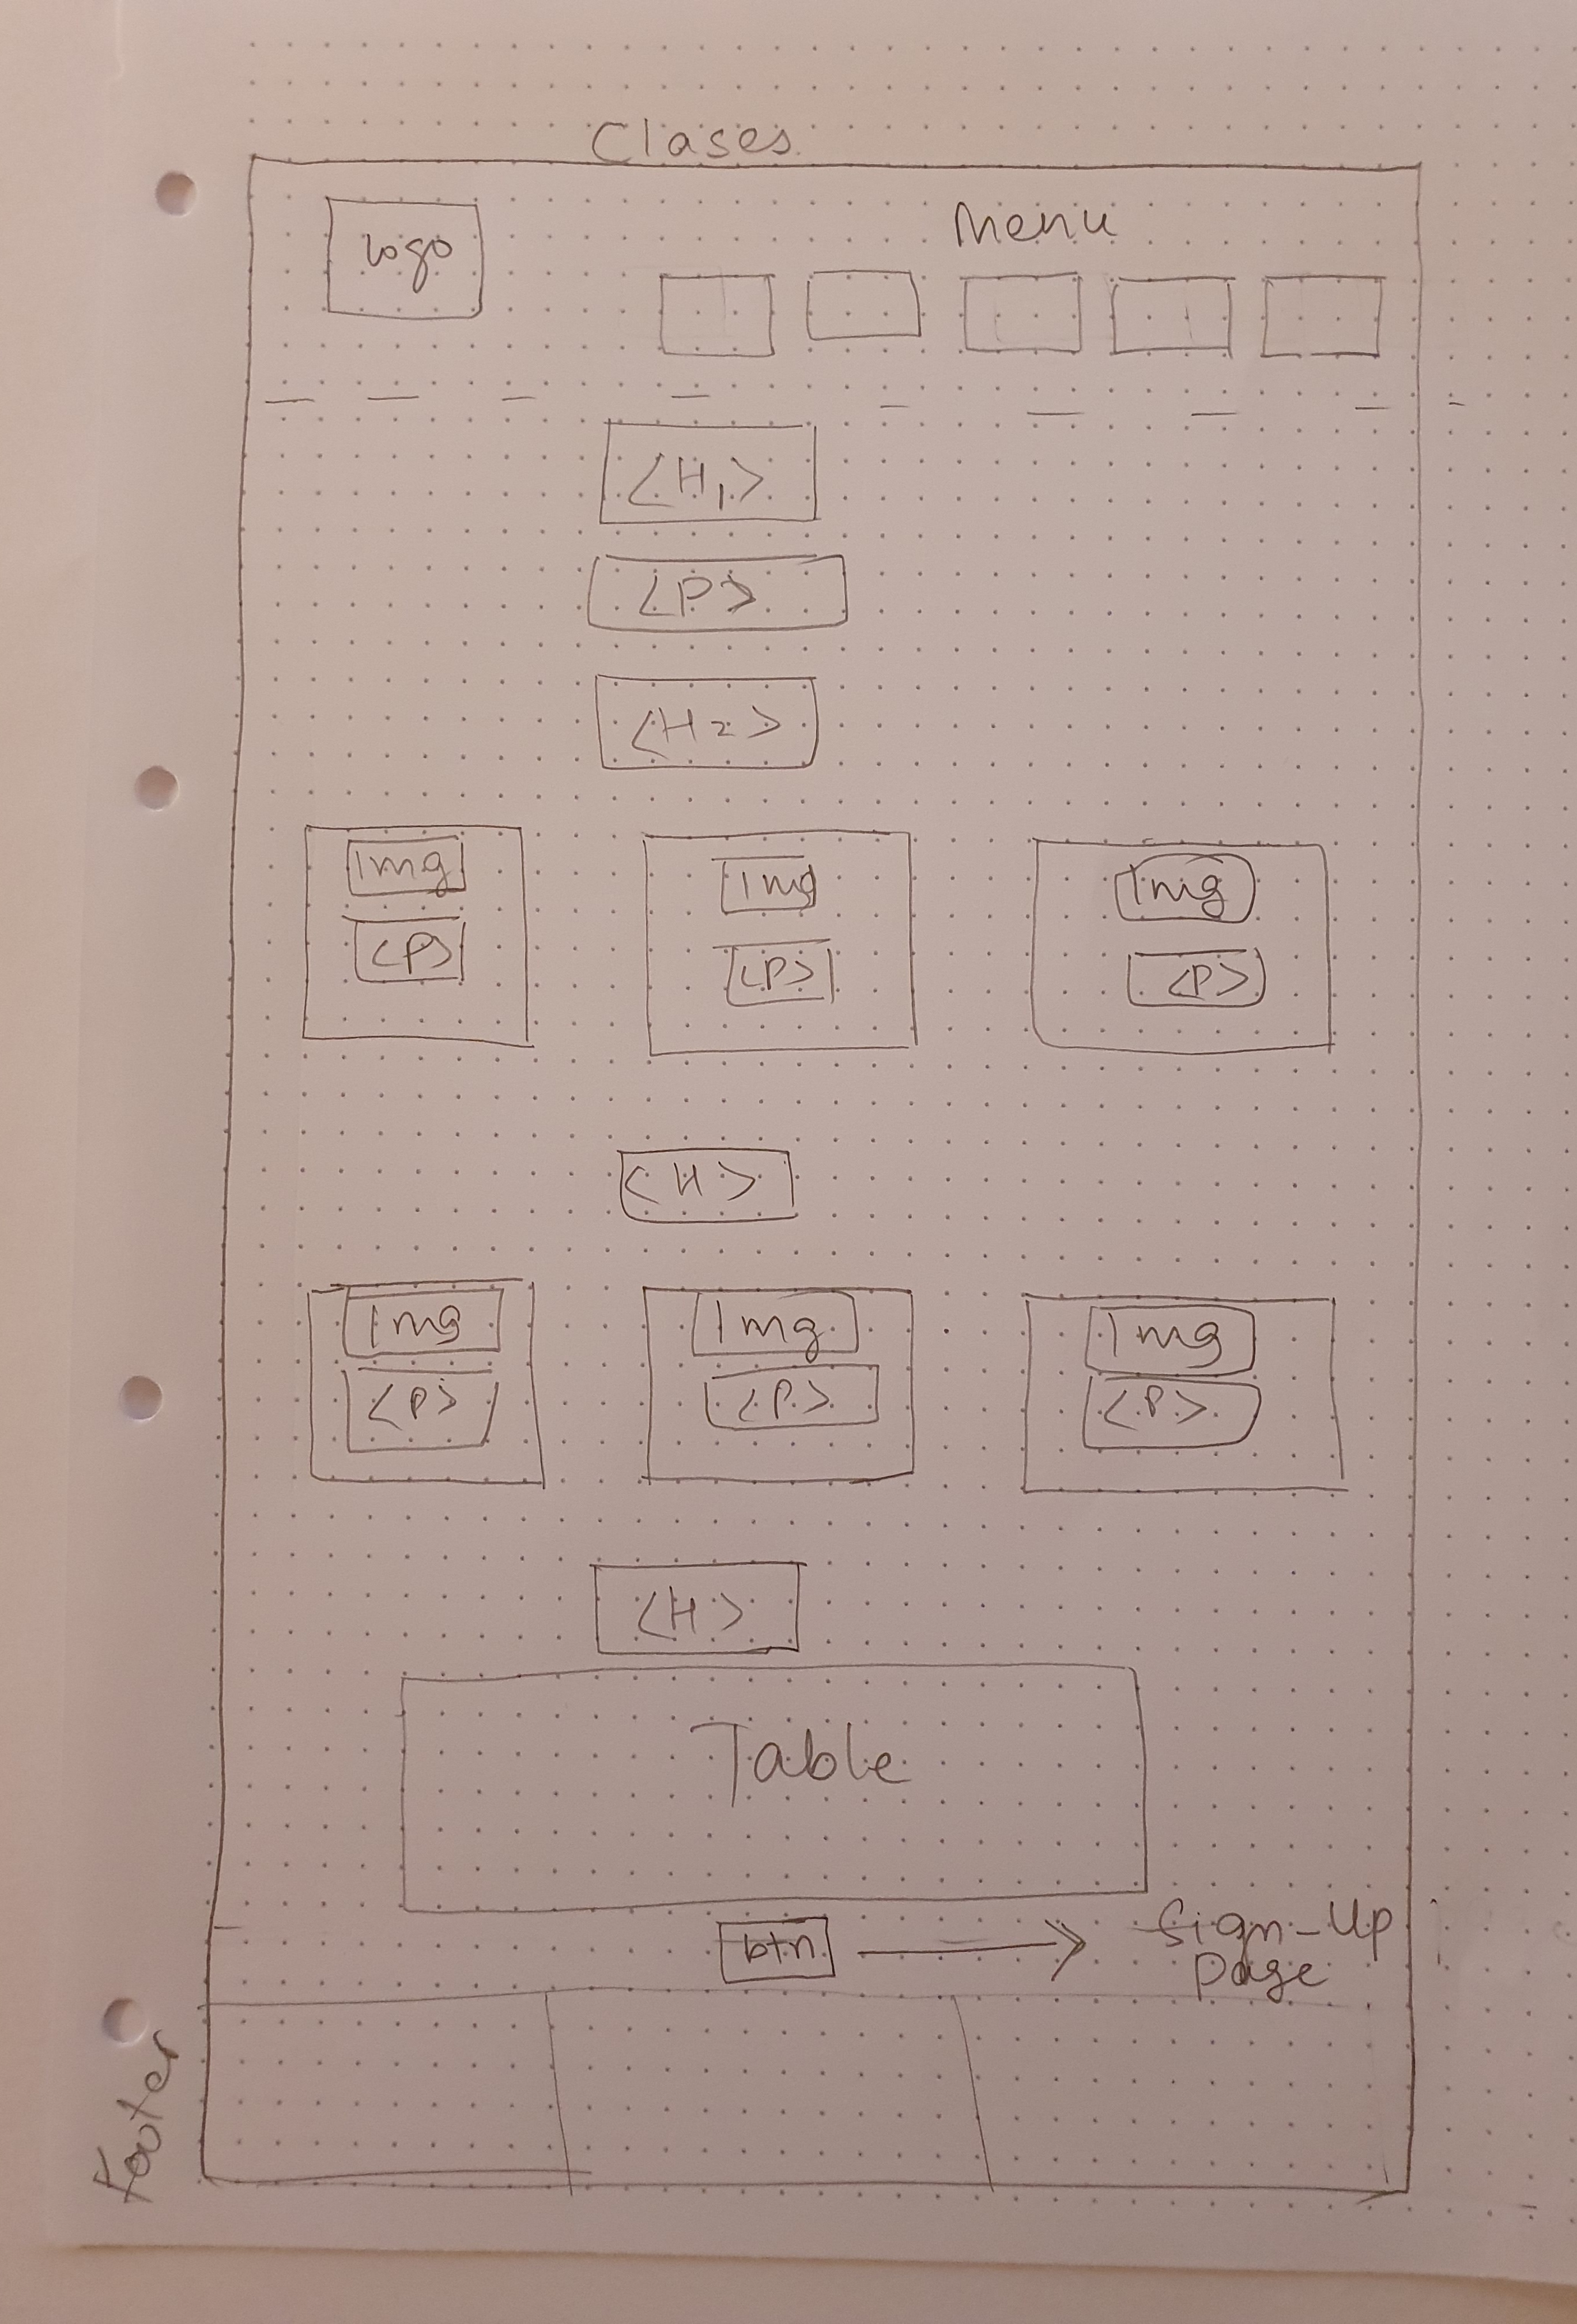 Clases
logo
Menu
<H1>
<P>
<H2>
Img Img Img
<P> <P> <P>
<H>
Img Img Img
<P> <P> <P>
<H>
Table
btn → Sign-Up
page
Footer